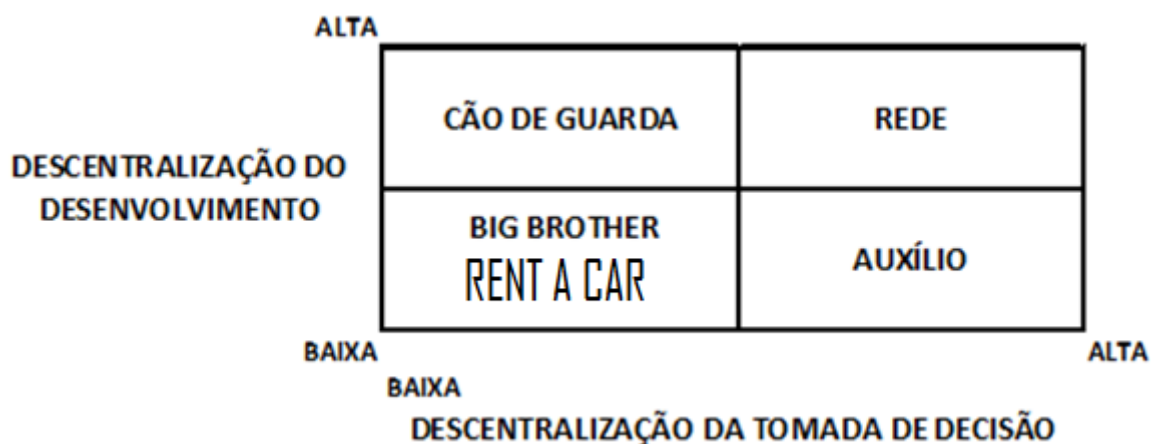 ALTA
CÃO DE GUARDA
REDE
DESCENTRALIZAÇÃO DO
DESENVOLVIMENTO
BIG BROTHER
RENT A CAR
AUXÍLIO
BAIXA
ALTA
BAIXA
DESCENTRALIZAÇÃO DA TOMADA DE DECISÃO